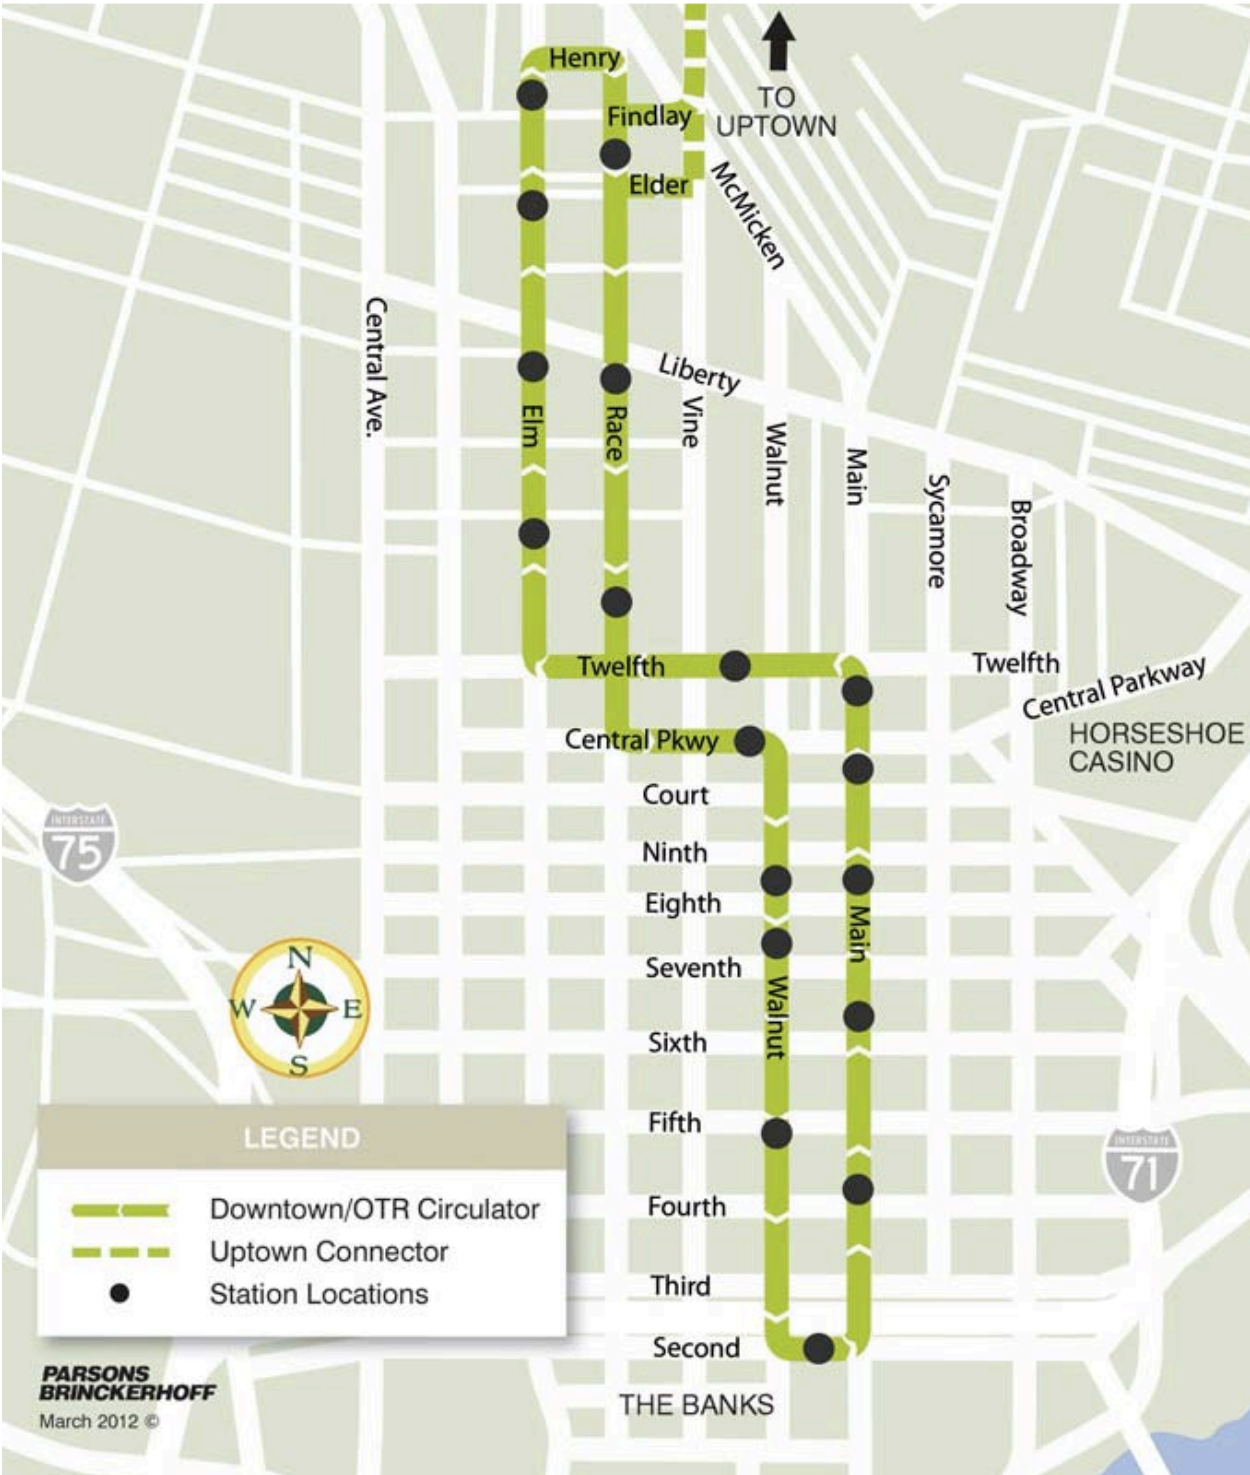 Henry
TO
UPTOWN
Findlay
Elder
McMicken
Central Ave.
Liberty
Elm
Race
Vine
Walnut
Main
Sycamore
Broadway
Twelfth
Twelfth
Central Parkway
HORSESHOE
CASINO
Central Pkwy
Court
INTERSTATE
75
Ninth
Eighth
Main
Seventh
Walnut
N
W E
S
Sixth
Fifth
INTERSTATE
71
Fourth
Third
Second
THE BANKS
LEGEND
Downtown/OTR Circulator
Uptown Connector
Station Locations
PARSONS
BRINCKERHOFF
March 2012 ©